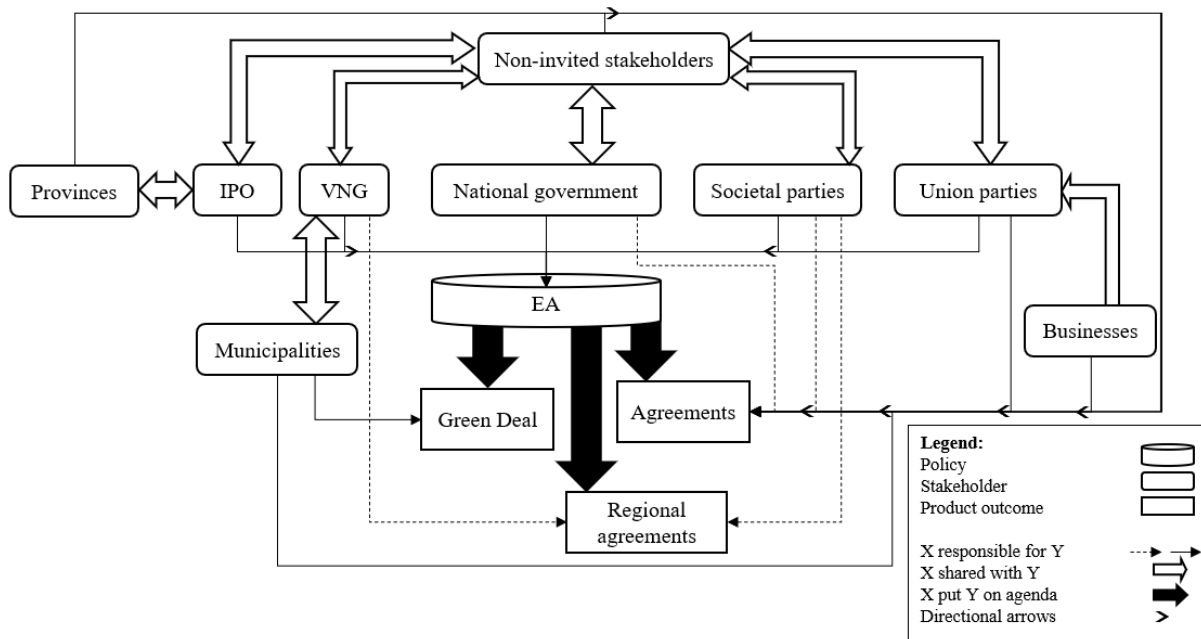 Non-invited stakeholders
Provinces
IPO
VNG
National government
Societal parties
Union parties
EA
Municipalities
Businesses
Green Deal
Agreements
Regional
agreements
Legend:
Policy
Stakeholder
Product outcome
X responsible for Y
X shared with Y
X put Y on agenda
Directional arrows